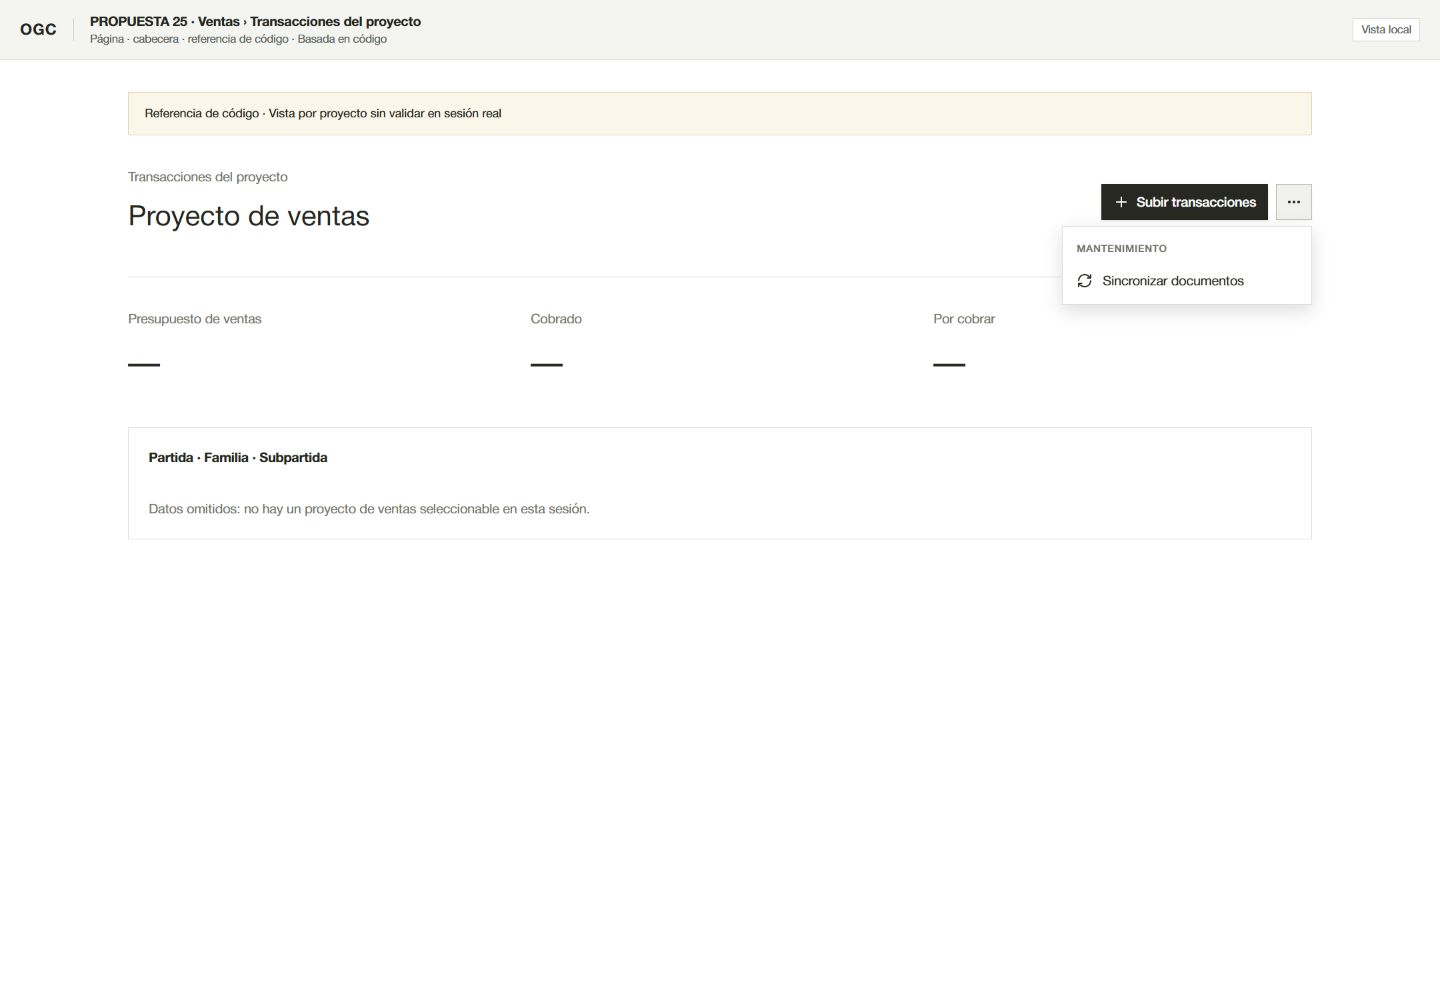 OGC
PROPUESTA 25 · Ventas › Transacciones del proyecto
Página · cabecera · referencia de código · Basada en código
Vista local
Referencia de código · Vista por proyecto sin validar en sesión real
Transacciones del proyecto
Proyecto de ventas
+ Subir transacciones
MANTENIMIENTO
Sincronizar documentos
Presupuesto de ventas
Cobrado
Por cobrar
—
—
—
Partida · Familia · Subpartida
Datos omitidos: no hay un proyecto de ventas seleccionable en esta sesión.